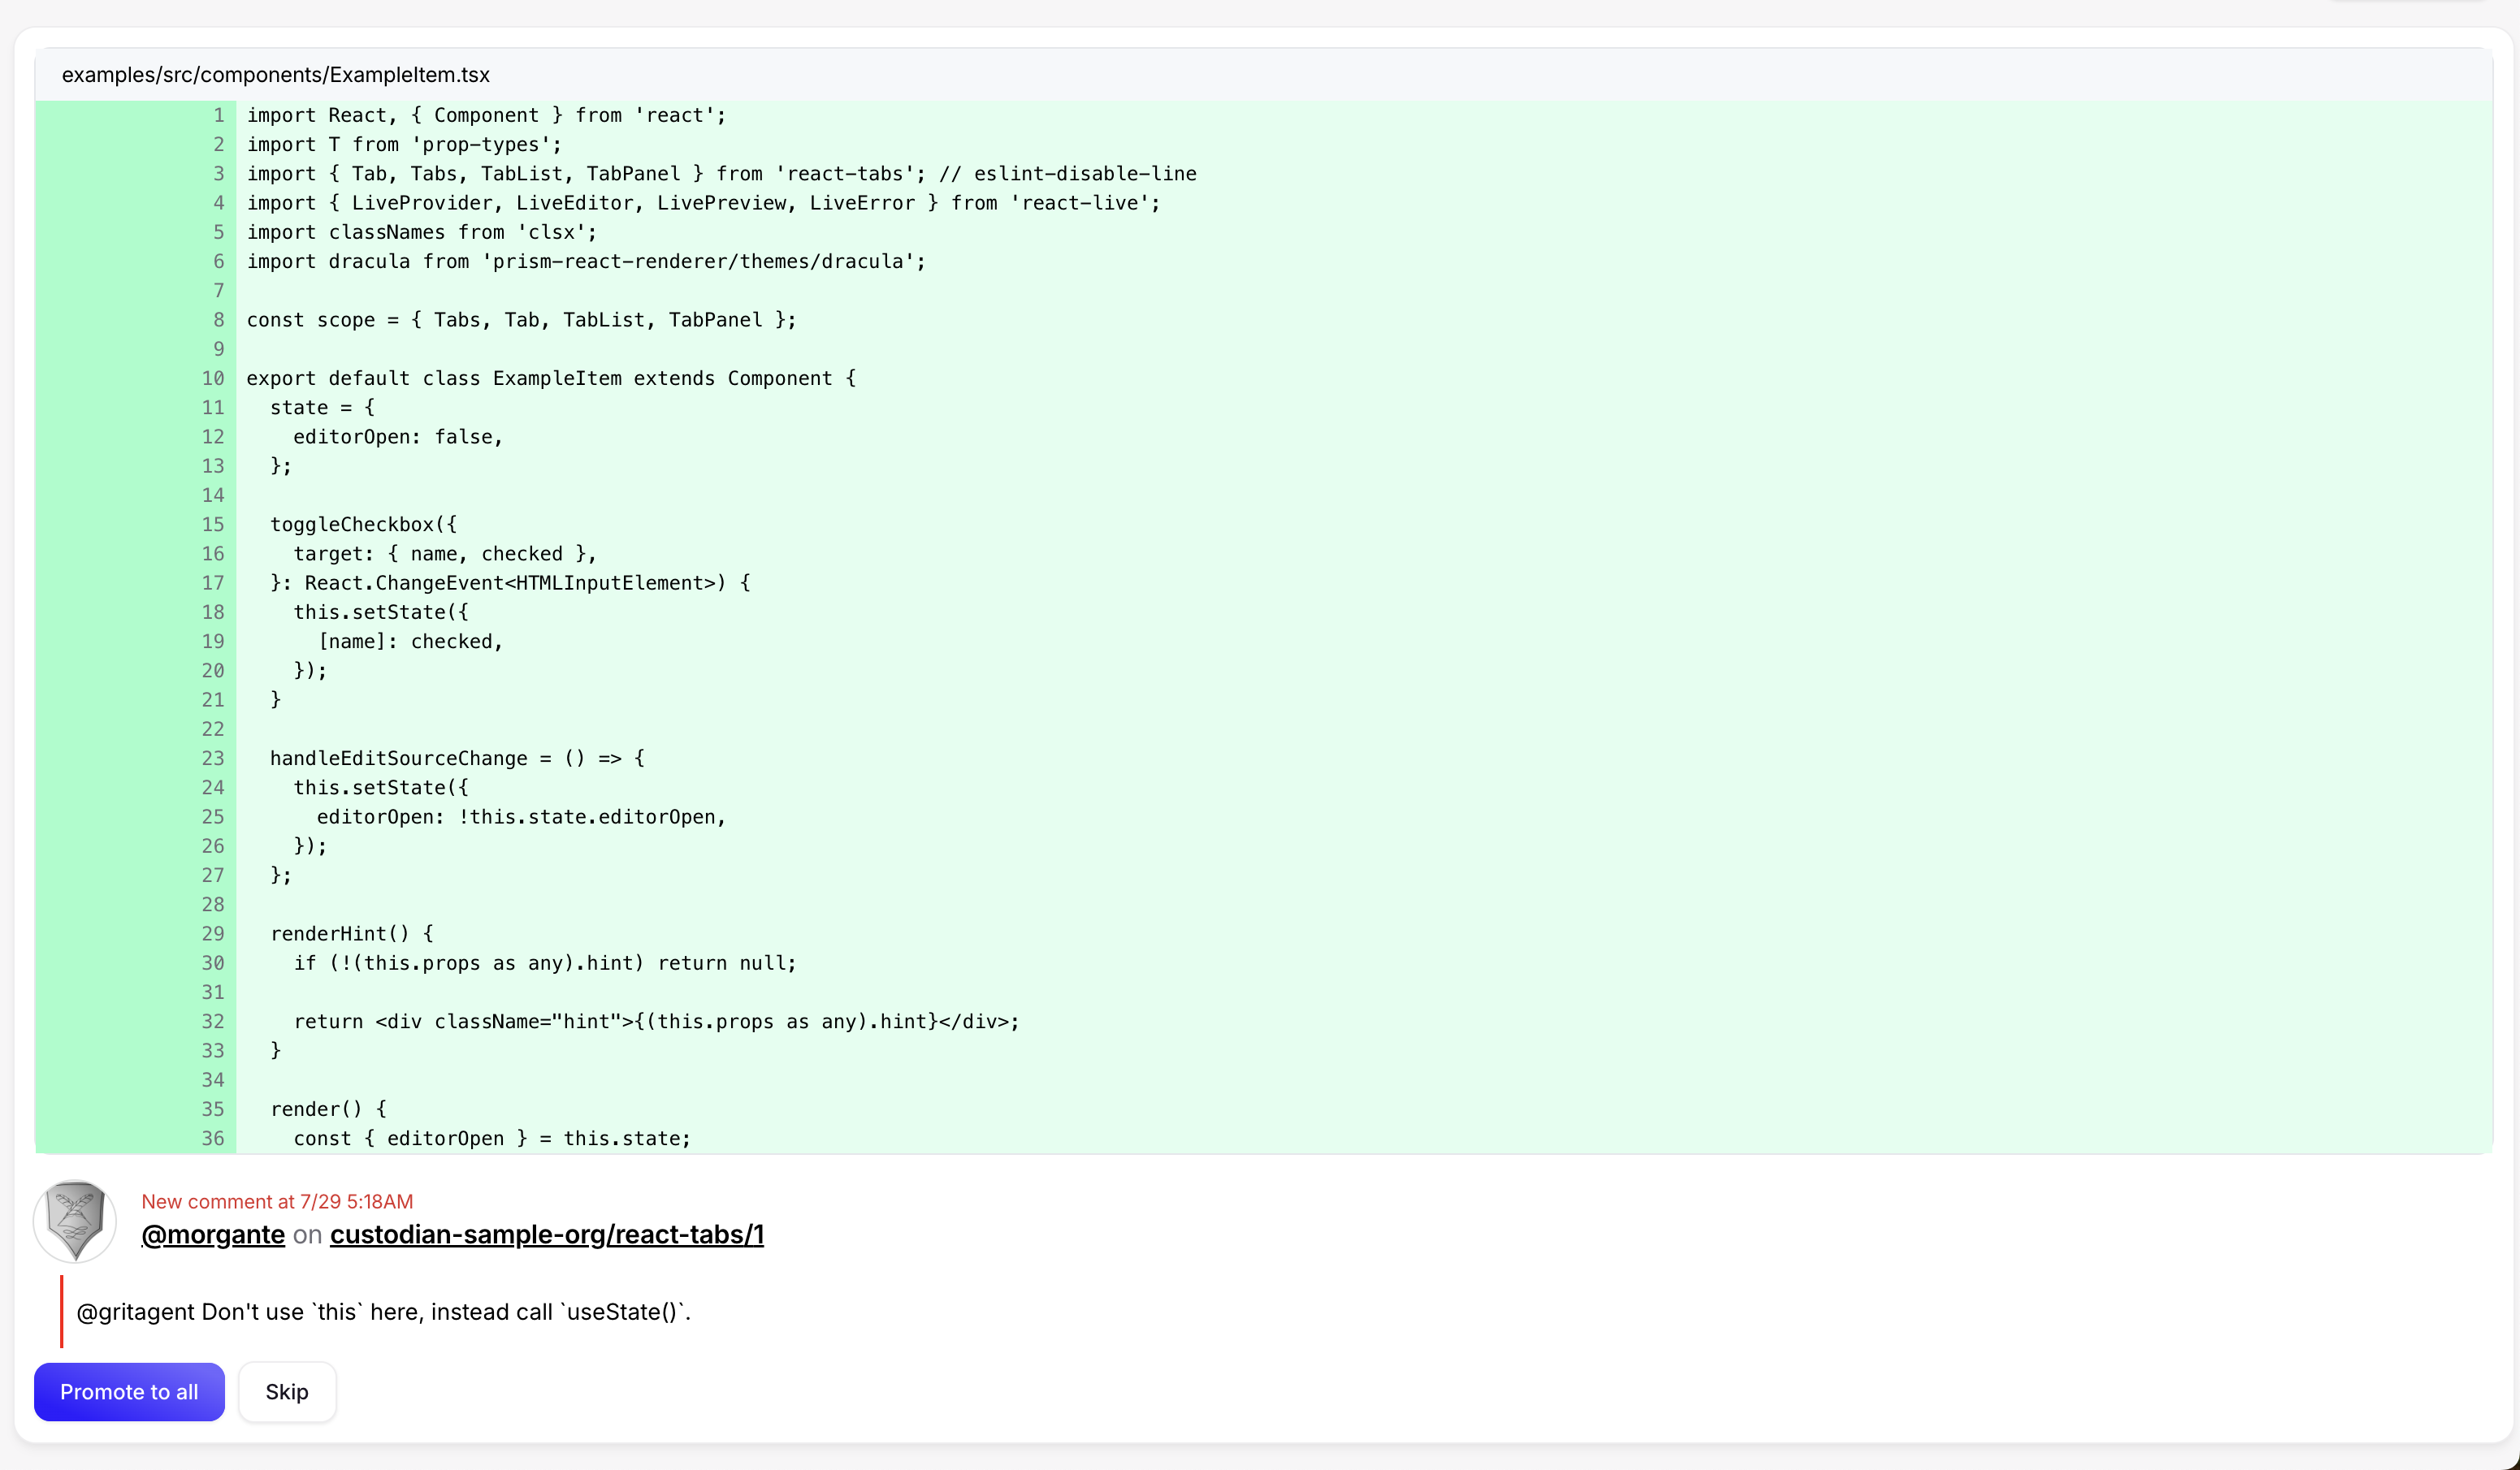 examples/src/components/ExampleItem.tsx
1 import React, { Component } from 'react';
2 import T from 'prop-types';
3 import { Tab, Tabs, TabList, TabPanel } from 'react-tabs'; // eslint-disable-line
4 import { LiveProvider, LiveEditor, LivePreview, LiveError } from 'react-live';
5 import classNames from 'clsx';
6 import dracula from 'prism-react-renderer/themes/dracula';
7
8 const scope = { Tabs, Tab, TabList, TabPanel };
9
10 export default class ExampleItem extends Component {
11   state = {
12     editorOpen: false,
13   };
14
15   toggleCheckbox({
16     target: { name, checked },
17   }: React.ChangeEvent<HTMLInputElement>) {
18     this.setState({
19       [name]: checked,
20     });
21   }
22
23   handleEditSourceChange = () => {
24     this.setState({
25       editorOpen: !this.state.editorOpen,
26     });
27   };
28
29   renderHint() {
30     if (!(this.props as any).hint) return null;
31
32     return <div className="hint">{(this.props as any).hint}</div>;
33   }
34
35   render() {
36     const { editorOpen } = this.state;
New comment at 7/29 5:18AM
@morgante on custodian-sample-org/react-tabs/1
@gritagent Don't use `this` here, instead call `useState()`.
Promote to all
Skip